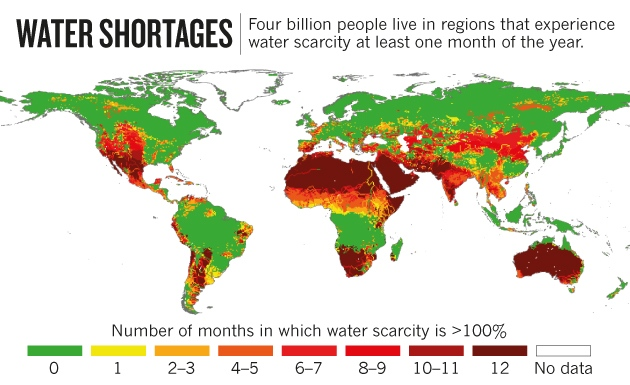 WATER SHORTAGES
Four billion people live in regions that experience
water scarcity at least one month of the year.
Number of months in which water scarcity is >100%
0 1 2–3 4–5 6–7 8–9 10–11 12 No data